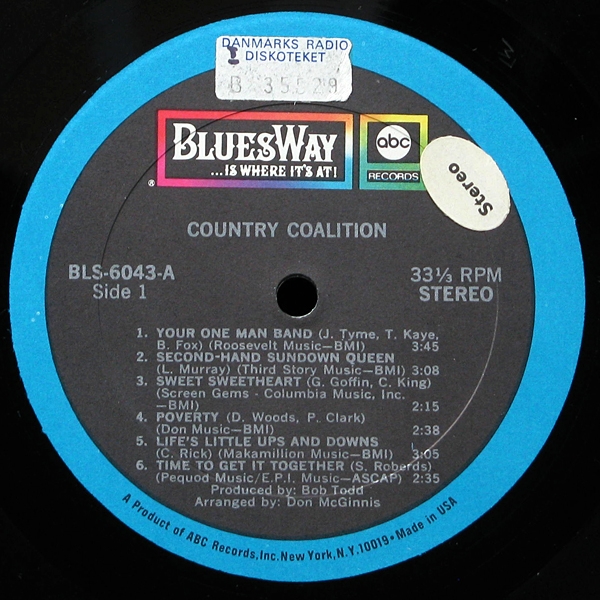 DANMARKS RADIO
DISKOTEKET
BLUESWAY
...IS WHERE IT'S AT!
®
abc
RECORDS
Stereo
COUNTRY COALITION
BLS-6043-A
Side 1
33⅓ RPM
STEREO
1. YOUR ONE MAN BAND (J. Tyme, T. Kaye,
B. Fox) (Roosevelt Music—BMI) 3:45
2. SECOND-HAND SUNDOWN QUEEN
(L. Murray) (Third Story Music—BMI) 3:08
3. SWEET SWEETHEART (G. Goffin, C. King)
(Screen Gems - Columbia Music, Inc.
—BMI) 2:15
4. POVERTY (D. Woods, P. Clark)
(Don Music—BMI) 2:38
5. LIFE'S LITTLE UPS AND DOWNS
(C. Rick) (Makamillion Music—BMI) 3:05
6. TIME TO GET IT TOGETHER (S. Roberds)
(Pequod Music/E.P.I. Music—ASCAP) 2:35
Produced by: Bob Todd
Arranged by: Don McGinnis
A Product of ABC Records, Inc. New York, N.Y. 10019 • Made in USA